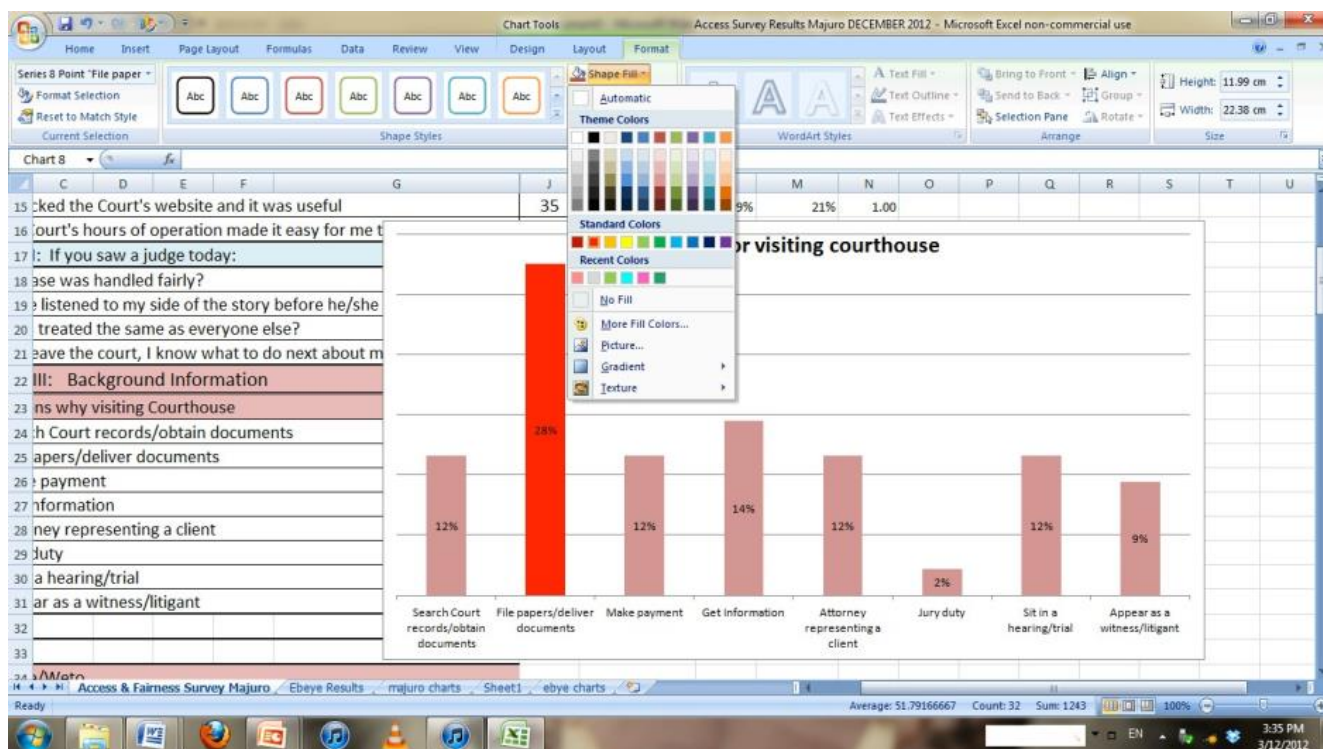 Chart Tools Access Survey Results Majuro DECEMBER 2012 - Microsoft Excel non-commercial use
Home Insert Page Layout Formulas Data Review View Design Layout Format
Series 8 Point "File paper
Format Selection
Reset to Match Style
Current Selection
Abc Abc Abc Abc Abc Abc Abc
Shape Styles
Shape Fill
Automatic
Theme Colors
Standard Colors
Recent Colors
No Fill
More Fill Colors...
Picture...
Gradient
Texture
A A
WordArt Styles
Text Fill
Text Outline
Text Effects
Bring to Front
Send to Back
Selection Pane
Align
Group
Rotate
Arrange
Height: 11.99 cm
Width: 22.38 cm
Size
Chart 8 fx
C D E F G J M N O P Q R S T U
15 cked the Court's website and it was useful 35 9% 21% 1.00
16 Court's hours of operation made it easy for me t
17 I: If you saw a judge today:
18 ase was handled fairly?
19 e listened to my side of the story before he/she
20 treated the same as everyone else?
21 eave the court, I know what to do next about m
22 III: Background Information
23 ns why visiting Courthouse
24 h Court records/obtain documents
25 apers/deliver documents
26 e payment
27 nformation
28 ney representing a client
29 duty
30 a hearing/trial
31 ar as a witness/litigant
32
33
34 e/Weto
or visiting courthouse
12% 28% 12% 14% 12% 2% 12% 9%
Search Court records/obtain documents
File papers/deliver documents
Make payment
Get Information
Attorney representing a client
Jury duty
Sit in a hearing/trial
Appear as a witness/litigant
Access & Fairness Survey Majuro Ebeye Results majuro charts Sheet1 ebye charts
Ready Average: 51.79166667 Count: 32 Sum: 1243 100%
EN 3:35 PM
3/12/2012